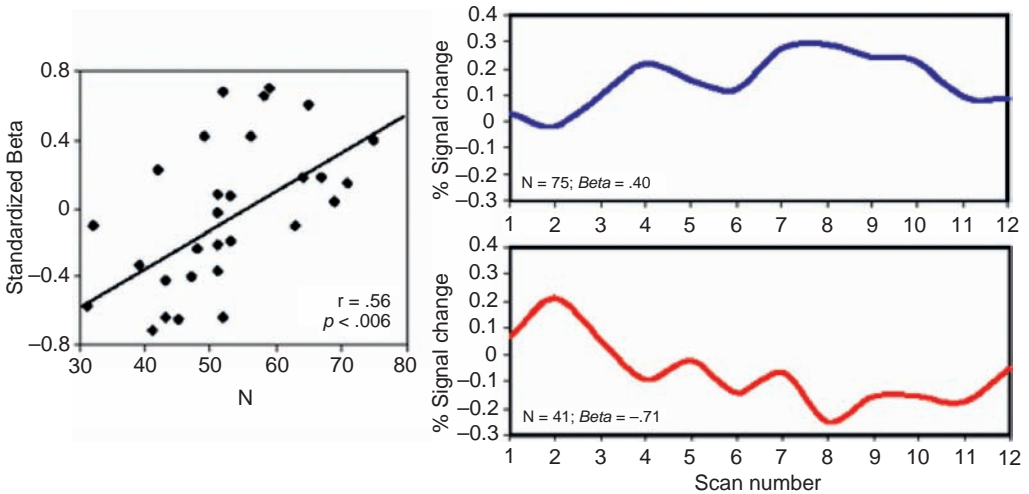 Standardized Beta
0.8
0.4
0
–0.4
–0.8
r = .56
p < .006
30 40 50 60 70 80
N
% Signal change
0.4
0.3
0.2
0.1
0
–0.1
–0.2
–0.3
N = 75; Beta = .40
1 2 3 4 5 6 7 8 9 10 11 12
% Signal change
0.4
0.3
0.2
0.1
0
–0.1
–0.2
–0.3
N = 41; Beta = –.71
1 2 3 4 5 6 7 8 9 10 11 12
Scan number